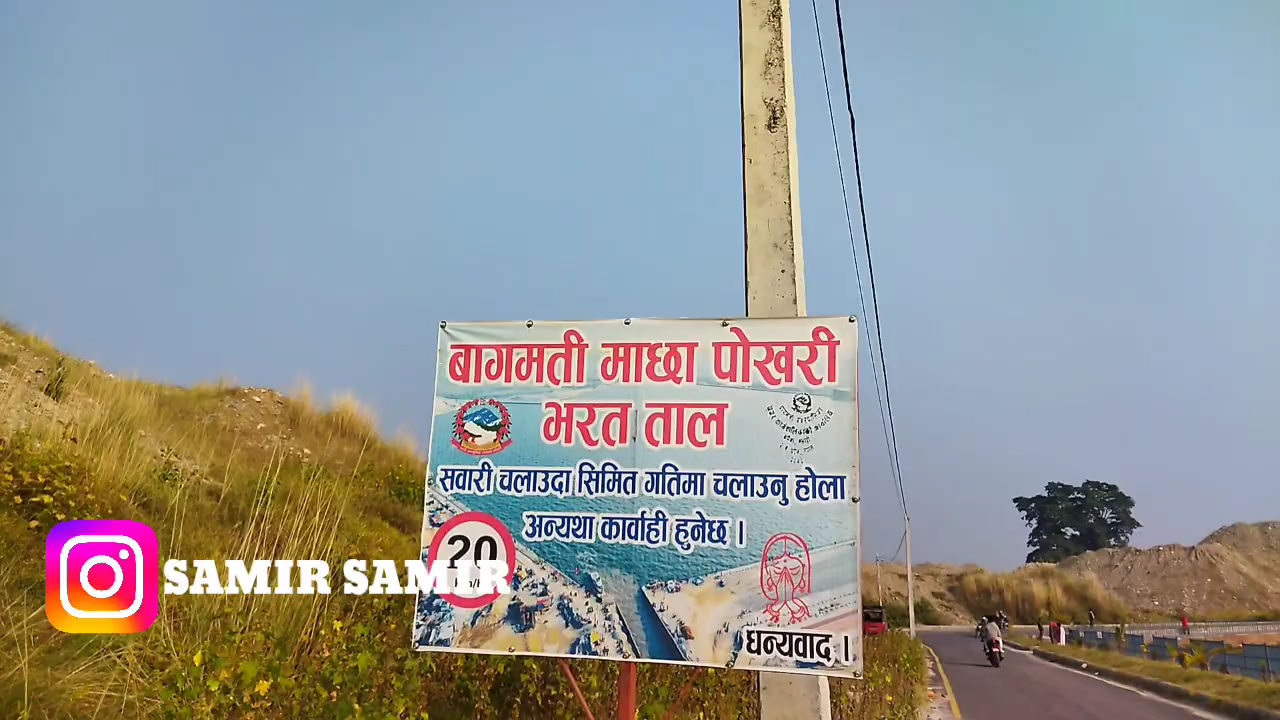 बागमती माछा पोखरी
भरत ताल
सवारी चलाउदा सिमित गतिमा चलाउनु होला
अन्यथा कार्वाही हुनेछ ।
20
SAMIR SAMIR
धन्यवाद ।